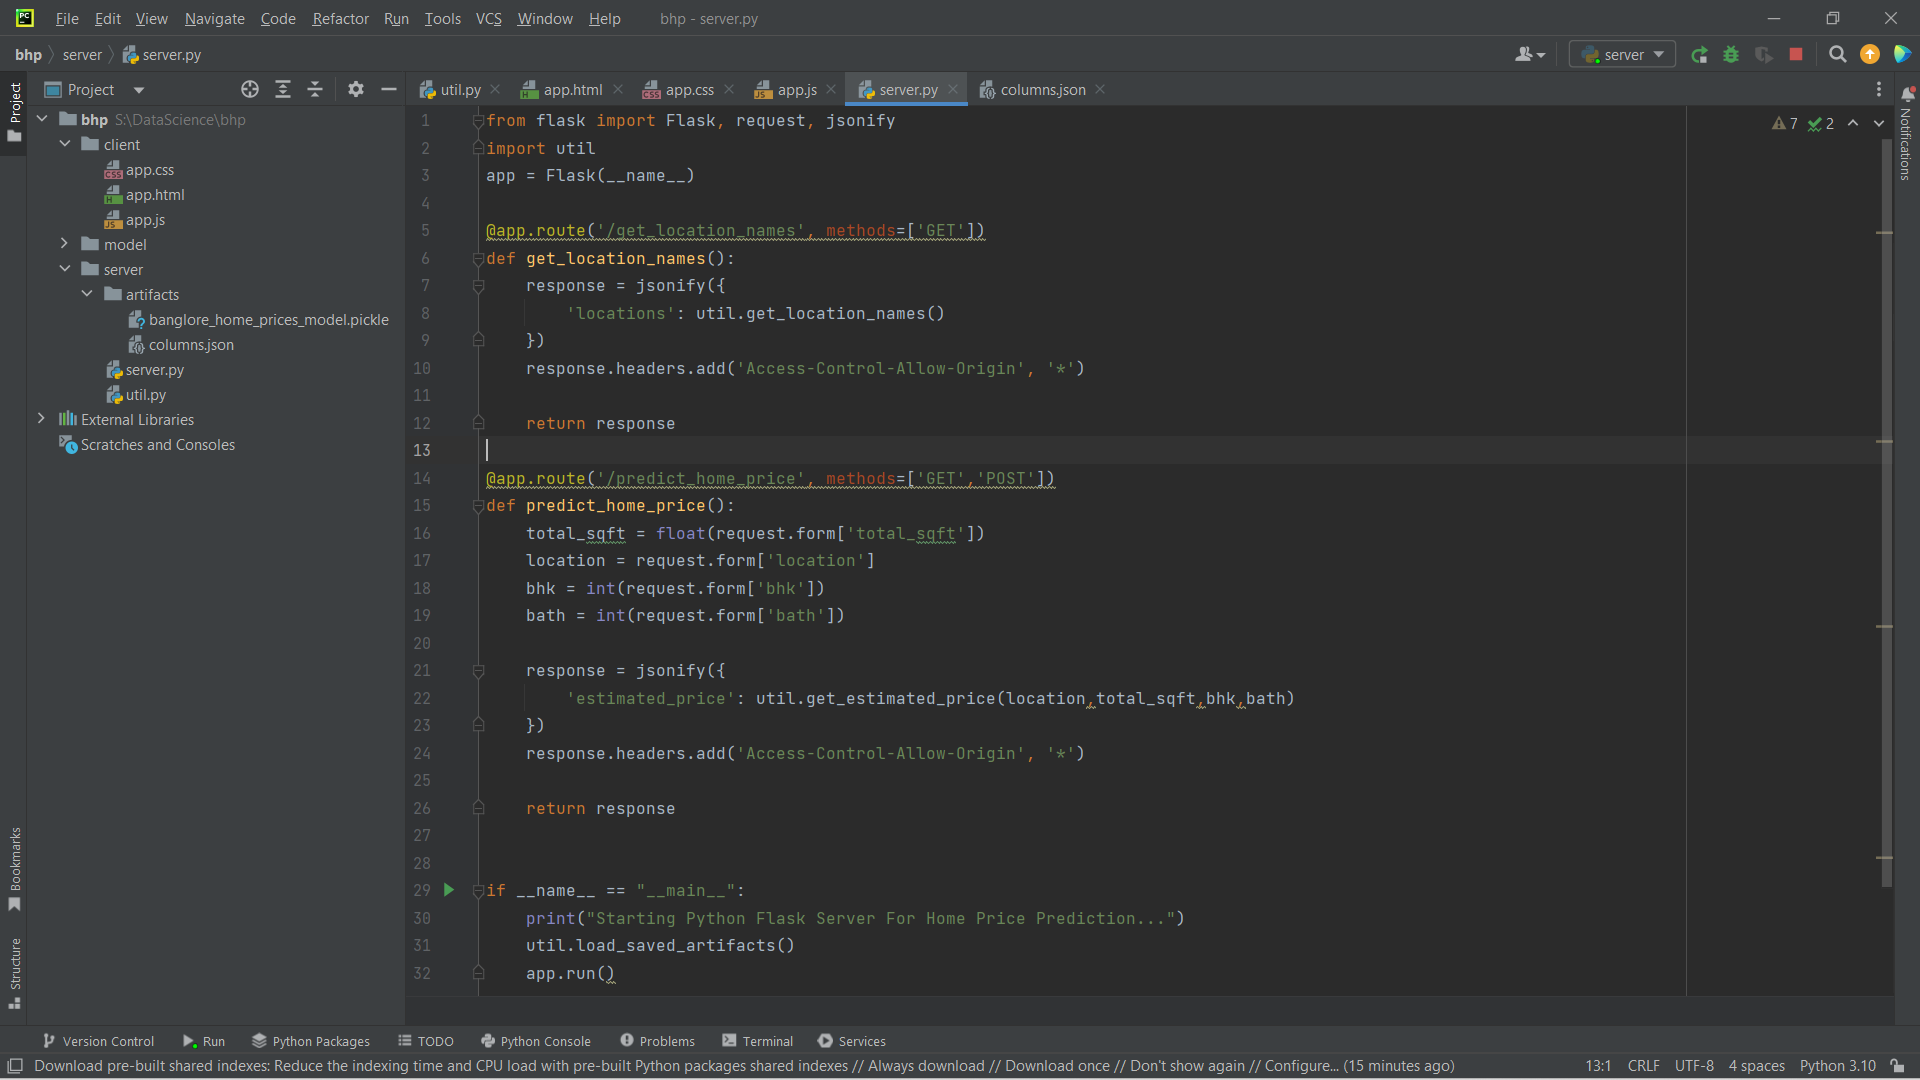 PC File Edit View Navigate Code Refactor Run Tools VCS Window Help bhp - server.py
bhp server server.py server
Project util.py app.html app.css app.js server.py columns.json
Project
Notifications
bhp S:\DataScience\bhp
client
app.css
app.html
app.js
model
server
artifacts
banglore_home_prices_model.pickle
columns.json
server.py
util.py
External Libraries
Scratches and Consoles
7 2
1 from flask import Flask, request, jsonify
2 import util
3 app = Flask(__name__)
4
5 @app.route('/get_location_names', methods=['GET'])
6 def get_location_names():
7 response = jsonify({
8 'locations': util.get_location_names()
9 })
10 response.headers.add('Access-Control-Allow-Origin', '*')
11
12 return response
13
14 @app.route('/predict_home_price', methods=['GET','POST'])
15 def predict_home_price():
16 total_sqft = float(request.form['total_sqft'])
17 location = request.form['location']
18 bhk = int(request.form['bhk'])
19 bath = int(request.form['bath'])
20
21 response = jsonify({
22 'estimated_price': util.get_estimated_price(location,total_sqft,bhk,bath)
23 })
24 response.headers.add('Access-Control-Allow-Origin', '*')
25
26 return response
27
28
29 if __name__ == "__main__":
30 print("Starting Python Flask Server For Home Price Prediction...")
31 util.load_saved_artifacts()
32 app.run()
Bookmarks
Structure
Version Control Run Python Packages TODO Python Console Problems Terminal Services
Download pre-built shared indexes: Reduce the indexing time and CPU load with pre-built Python packages shared indexes // Always download // Download once // Don't show again // Configure... (15 minutes ago) 13:1 CRLF UTF-8 4 spaces Python 3.10